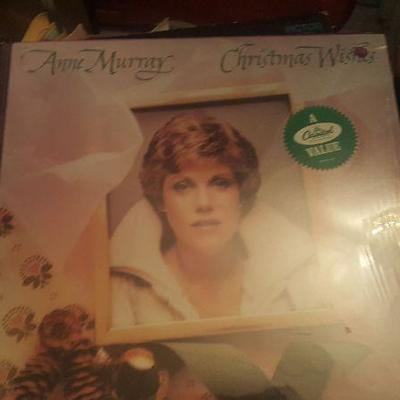 Anne Murray Christmas Wishes
A
Capitol
VALUE